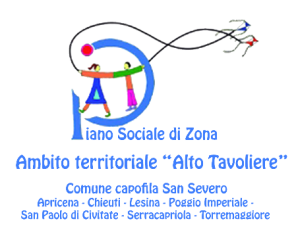 Piano Sociale di Zona
Ambito territoriale “Alto Tavoliere”
Comune capofila San Severo
Apricena - Chieuti - Lesina - Poggio Imperiale -
San Paolo di Civitate - Serracapriola - Torremaggiore